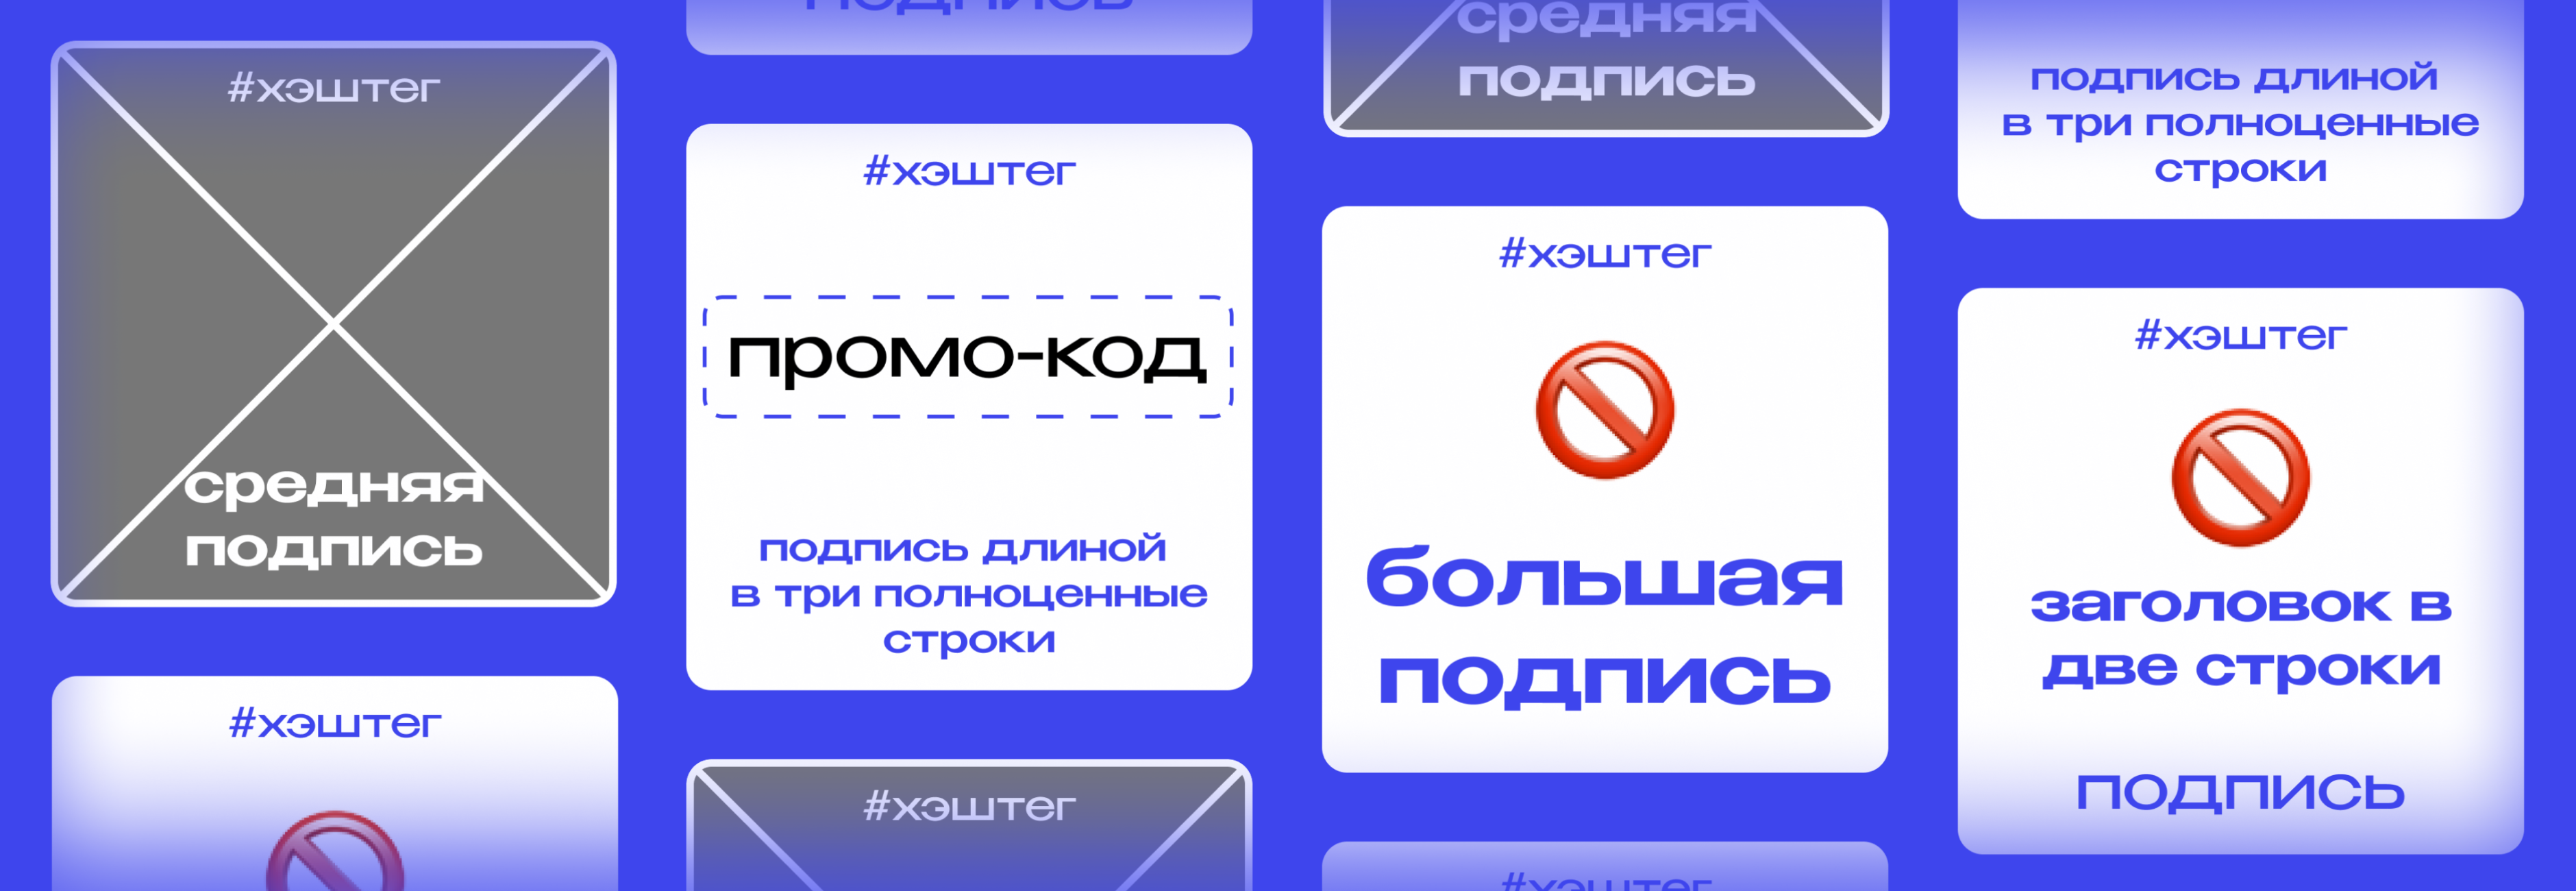 #хэштег
средняя
подпись
#хэштег
подпись
#хэштег
промо-код
подпись длиной
в три полноценные
строки
#хэштег
средняя
подпись
#хэштег
большая
подпись
#хэштег
подпись длиной
в три полноценные
строки
#хэштег
заголовок в
две строки
подпись